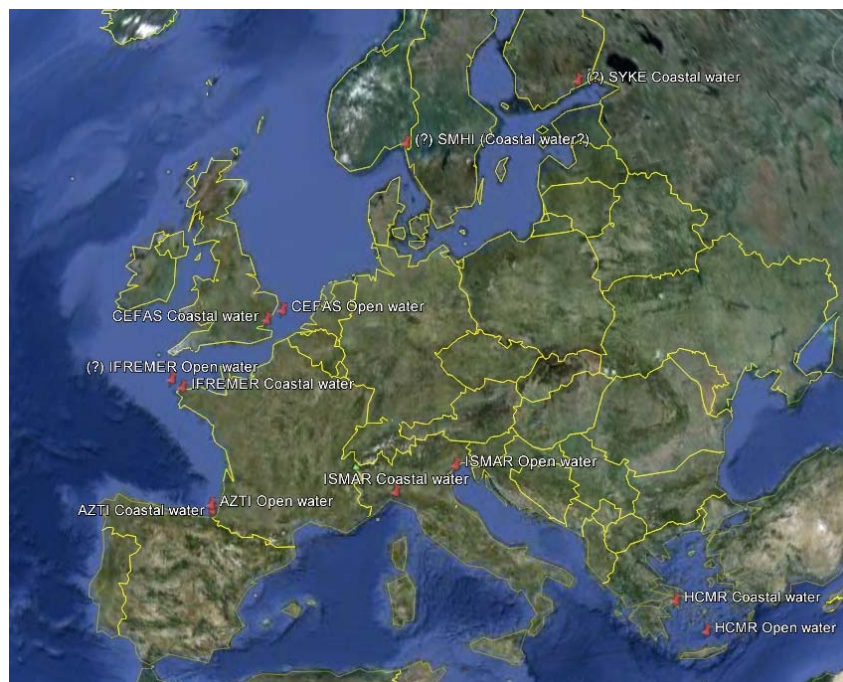 (?) SYKE Coastal water
(?) SMHI (Coastal water?)
CEFAS Open water
CEFAS Coastal water
(?) IFREMER Open water
IFREMER Coastal water
ISMAR Open water
ISMAR Coastal water
AZTI Open water
AZTI Coastal water
HCMR Coastal water
HCMR Open water